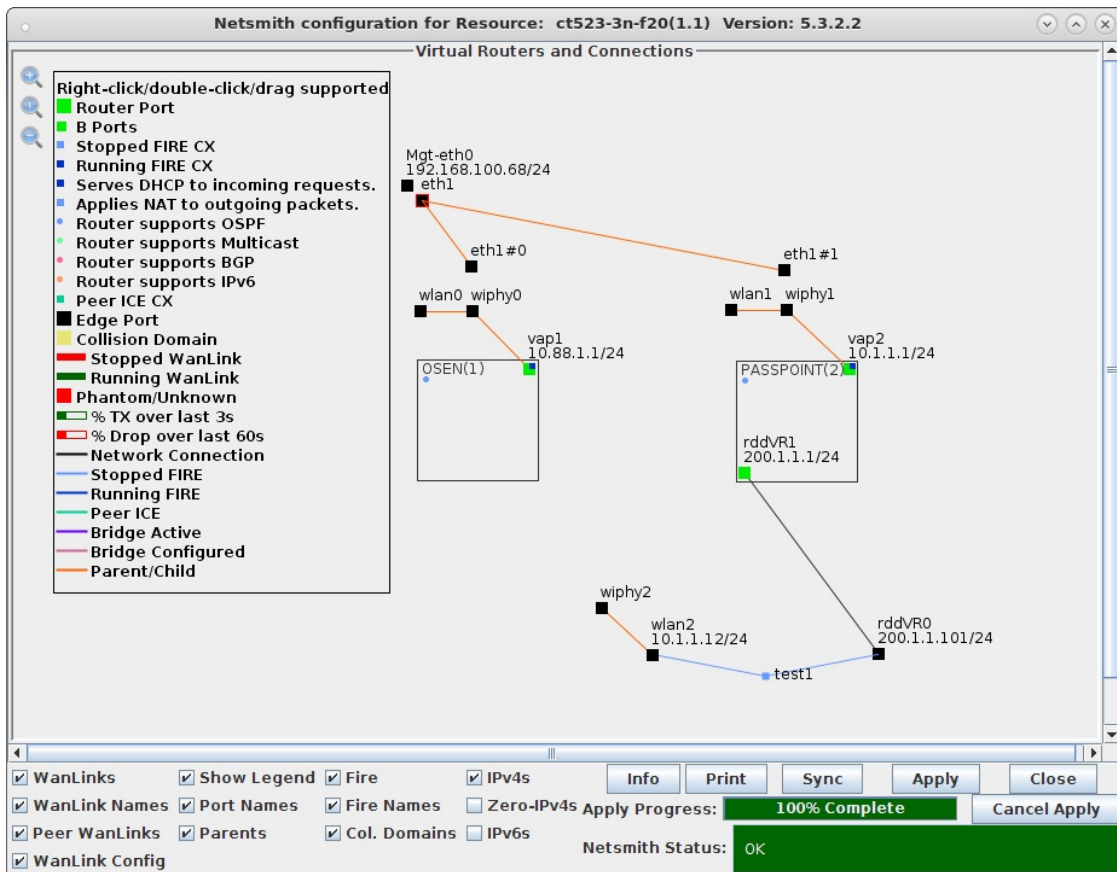 Netsmith configuration for Resource:  ct523-3n-f20(1.1)  Version: 5.3.2.2
Virtual Routers and Connections
Right-click/double-click/drag supported
Router Port
B Ports
Stopped FIRE CX
Running FIRE CX
Serves DHCP to incoming requests.
Applies NAT to outgoing packets.
Router supports OSPF
Router supports Multicast
Router supports BGP
Router supports IPv6
Peer ICE CX
Edge Port
Collision Domain
Stopped WanLink
Running WanLink
Phantom/Unknown
% TX over last 3s
% Drop over last 60s
Network Connection
Stopped FIRE
Running FIRE
Peer ICE
Bridge Active
Bridge Configured
Parent/Child
Mgt-eth0
192.168.100.68/24
eth1
eth1#0
eth1#1
wlan0
wiphy0
wlan1
wiphy1
vap1
10.88.1.1/24
vap2
10.1.1.1/24
OSEN(1)
PASSPOINT(2)
rddVR1
200.1.1.1/24
wiphy2
wlan2
10.1.1.12/24
rddVR0
200.1.1.101/24
test1
WanLinks
Show Legend
Fire
IPv4s
Info
Print
Sync
Apply
Close
WanLink Names
Port Names
Fire Names
Zero-IPv4s
Apply Progress:
100% Complete
Cancel Apply
Peer WanLinks
Parents
Col. Domains
IPv6s
Netsmith Status:
OK
WanLink Config